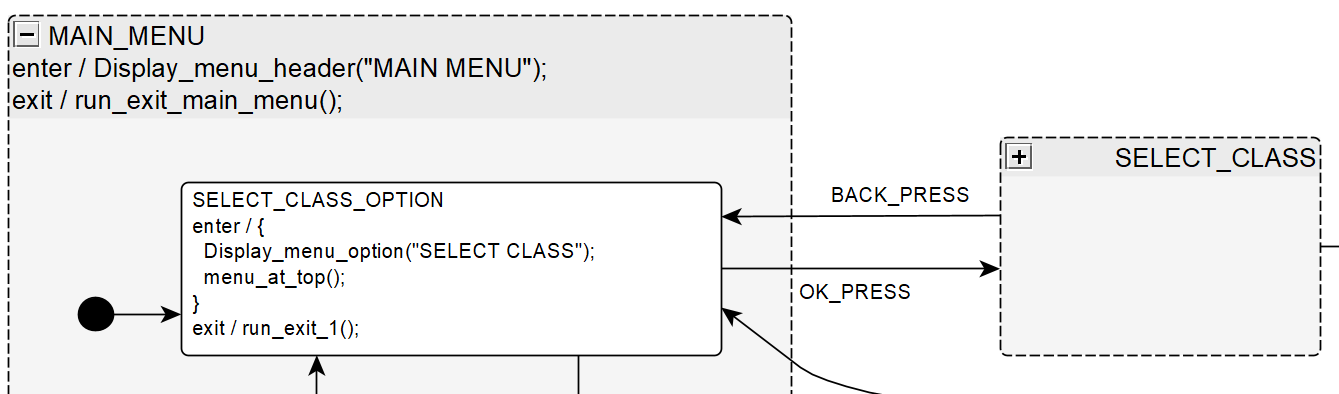 MAIN_MENU
enter / Display_menu_header("MAIN MENU");
exit / run_exit_main_menu();
SELECT_CLASS_OPTION
enter / {
Display_menu_option("SELECT CLASS");
menu_at_top();
}
exit / run_exit_1();
BACK_PRESS
OK_PRESS
SELECT_CLASS